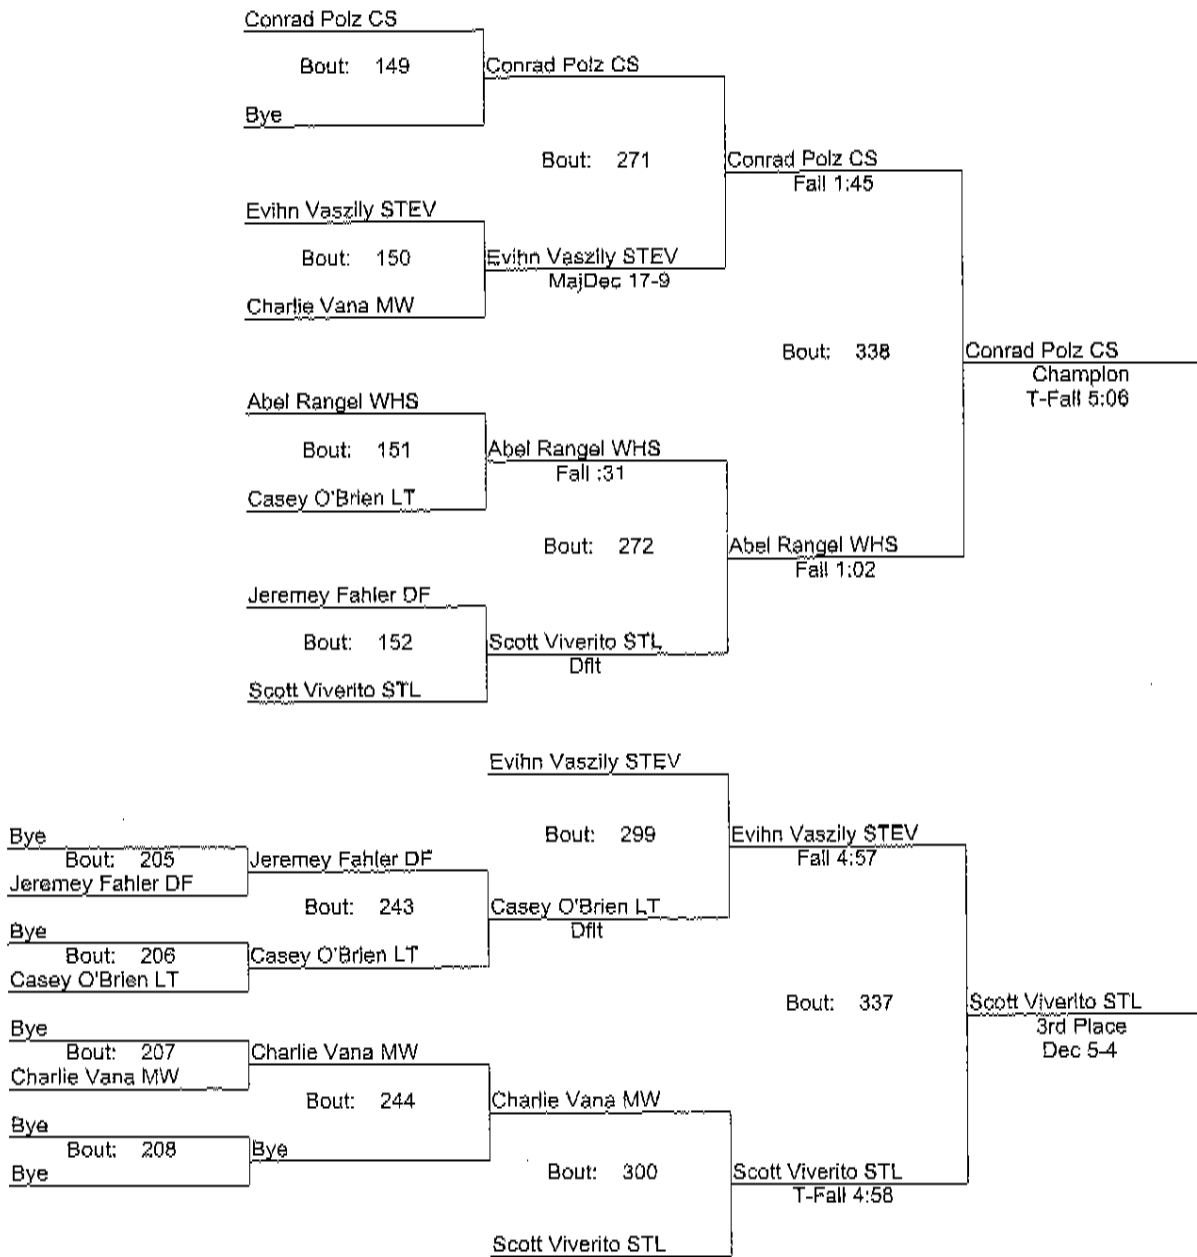 Conrad Polz CS
Bout: 149
Conrad Polz CS
Bye
Bout: 271
Conrad Polz CS
Fall 1:45
Evihn Vaszily STEV
Bout: 150
Evihn Vaszily STEV
MajDec 17-9
Charlie Vana MW
Bout: 338
Conrad Polz CS
Champion
T-Fall 5:06
Abel Rangel WHS
Bout: 151
Abel Rangel WHS
Fall :31
Casey O'Brien LT
Bout: 272
Abel Rangel WHS
Fall 1:02
Jeremey Fahler DF
Bout: 152
Scott Viverito STL
Dflt
Scott Viverito STL
Evihn Vaszily STEV
Bout: 299
Evihn Vaszily STEV
Fall 4:57
Bye
Bout: 205
Jeremey Fahler DF
Jeremey Fahler DF
Bout: 243
Casey O'Brien LT
Dflt
Bye
Bout: 206
Casey O'Brien LT
Casey O'Brien LT
Bout: 337
Scott Viverito STL
3rd Place
Dec 5-4
Bye
Bout: 207
Charlie Vana MW
Charlie Vana MW
Bout: 244
Charlie Vana MW
Bye
Bout: 208
Bye
Bye
Bout: 300
Scott Viverito STL
T-Fall 4:58
Scott Viverito STL